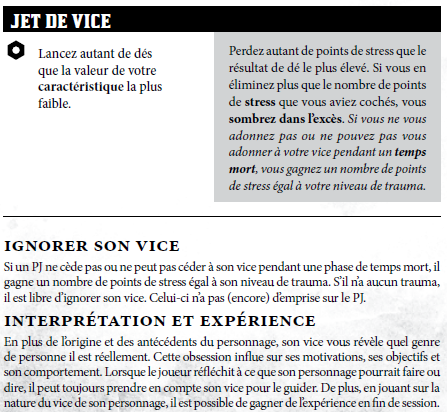 JET DE VICE
Lancez autant de dés
que la valeur de votre
caractéristique la plus
faible.
Perdez autant de points de stress que le
résultat de dé le plus élevé. Si vous en
éliminez plus que le nombre de points
de stress que vous aviez cochés, vous
sombrez dans l'excès. Si vous ne vous
adonnez pas ou ne pouvez pas vous
adonner à votre vice pendant un temps
mort, vous gagnez un nombre de points
de stress égal à votre niveau de trauma.
IGNORER SON VICE
Si un PJ ne cède pas ou ne peut pas céder à son vice pendant une phase de temps mort, il
gagne un nombre de points de stress égal à son niveau de trauma. S'il n'a aucun trauma,
il est libre d'ignorer son vice. Celui-ci n'a pas (encore) d'emprise sur le PJ.
INTERPRÉTATION ET EXPÉRIENCE
En plus de l'origine et des antécédents du personnage, son vice vous révèle quel genre
de personne il est réellement. Cette obsession influe sur ses motivations, ses objectifs et
son comportement. Lorsque le joueur réfléchit à ce que son personnage pourrait faire ou
dire, il peut toujours prendre en compte son vice pour le guider. De plus, en jouant sur la
nature du vice de son personnage, il est possible de gagner de l'expérience en fin de session.